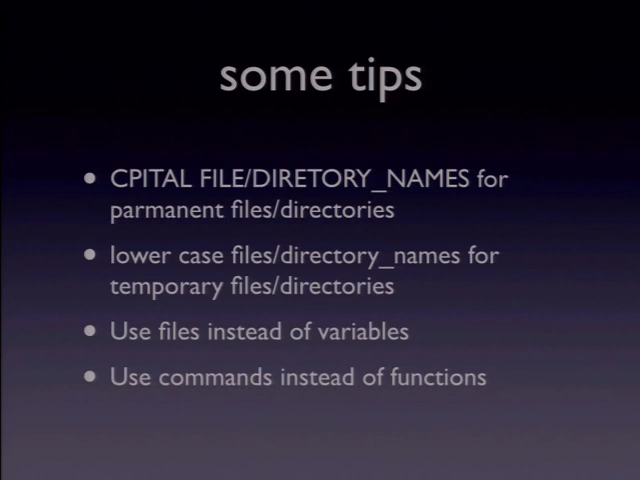 some tips
• CPITAL FILE/DIRETORY_NAMES for
parmanent files/directories
• lower case files/directory_names for
temporary files/directories
• Use files instead of variables
• Use commands instead of functions